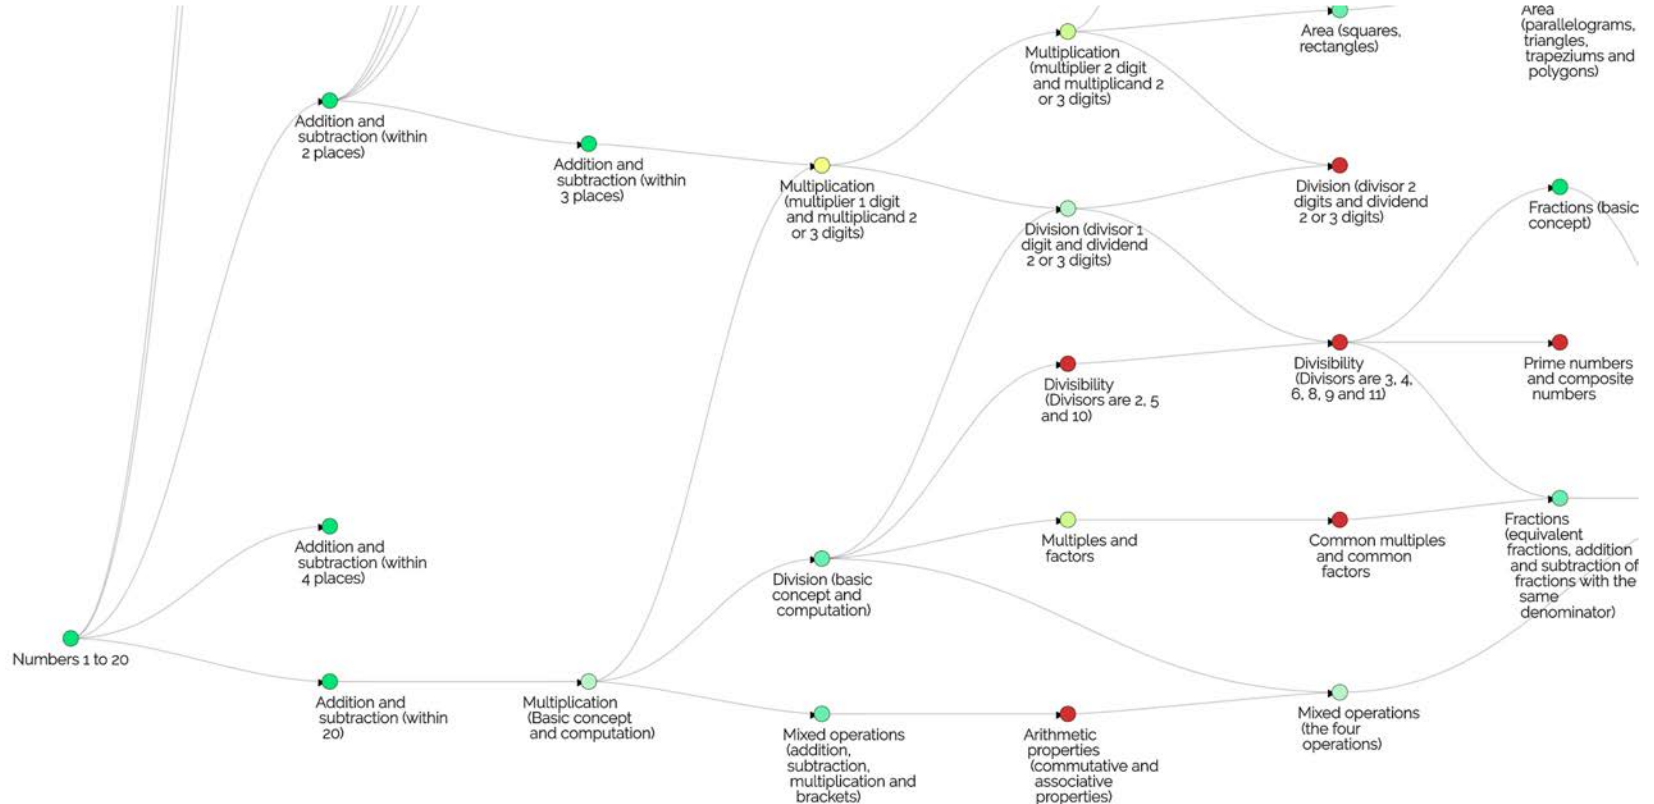 Area
(parallelograms,
triangles,
trapeziums and
polygons)
Area (squares,
rectangles)
Multiplication
(multiplier 2 digit
and multiplicand 2
or 3 digits)
Addition and
subtraction (within
2 places)
Addition and
subtraction (within
3 places)
Multiplication
(multiplier 1 digit
and multiplicand 2
or 3 digits)
Division (divisor 2
digits and dividend
2 or 3 digits)
Fractions (basic
concept)
Division (divisor 1
digit and dividend
2 or 3 digits)
Divisibility
(Divisors are 2, 5
and 10)
Divisibility
(Divisors are 3, 4,
6, 8, 9 and 11)
Prime numbers
and composite
numbers
Addition and
subtraction (within
4 places)
Multiples and
factors
Common multiples
and common
factors
Fractions
(equivalent
fractions, addition
and subtraction of
fractions with the
same
denominator)
Division (basic
concept and
computation)
Numbers 1 to 20
Addition and
subtraction (within
20)
Multiplication
(Basic concept
and computation)
Mixed operations
(addition,
subtraction,
multiplication and
brackets)
Arithmetic
properties
(commutative and
associative
properties)
Mixed operations
(the four
operations)